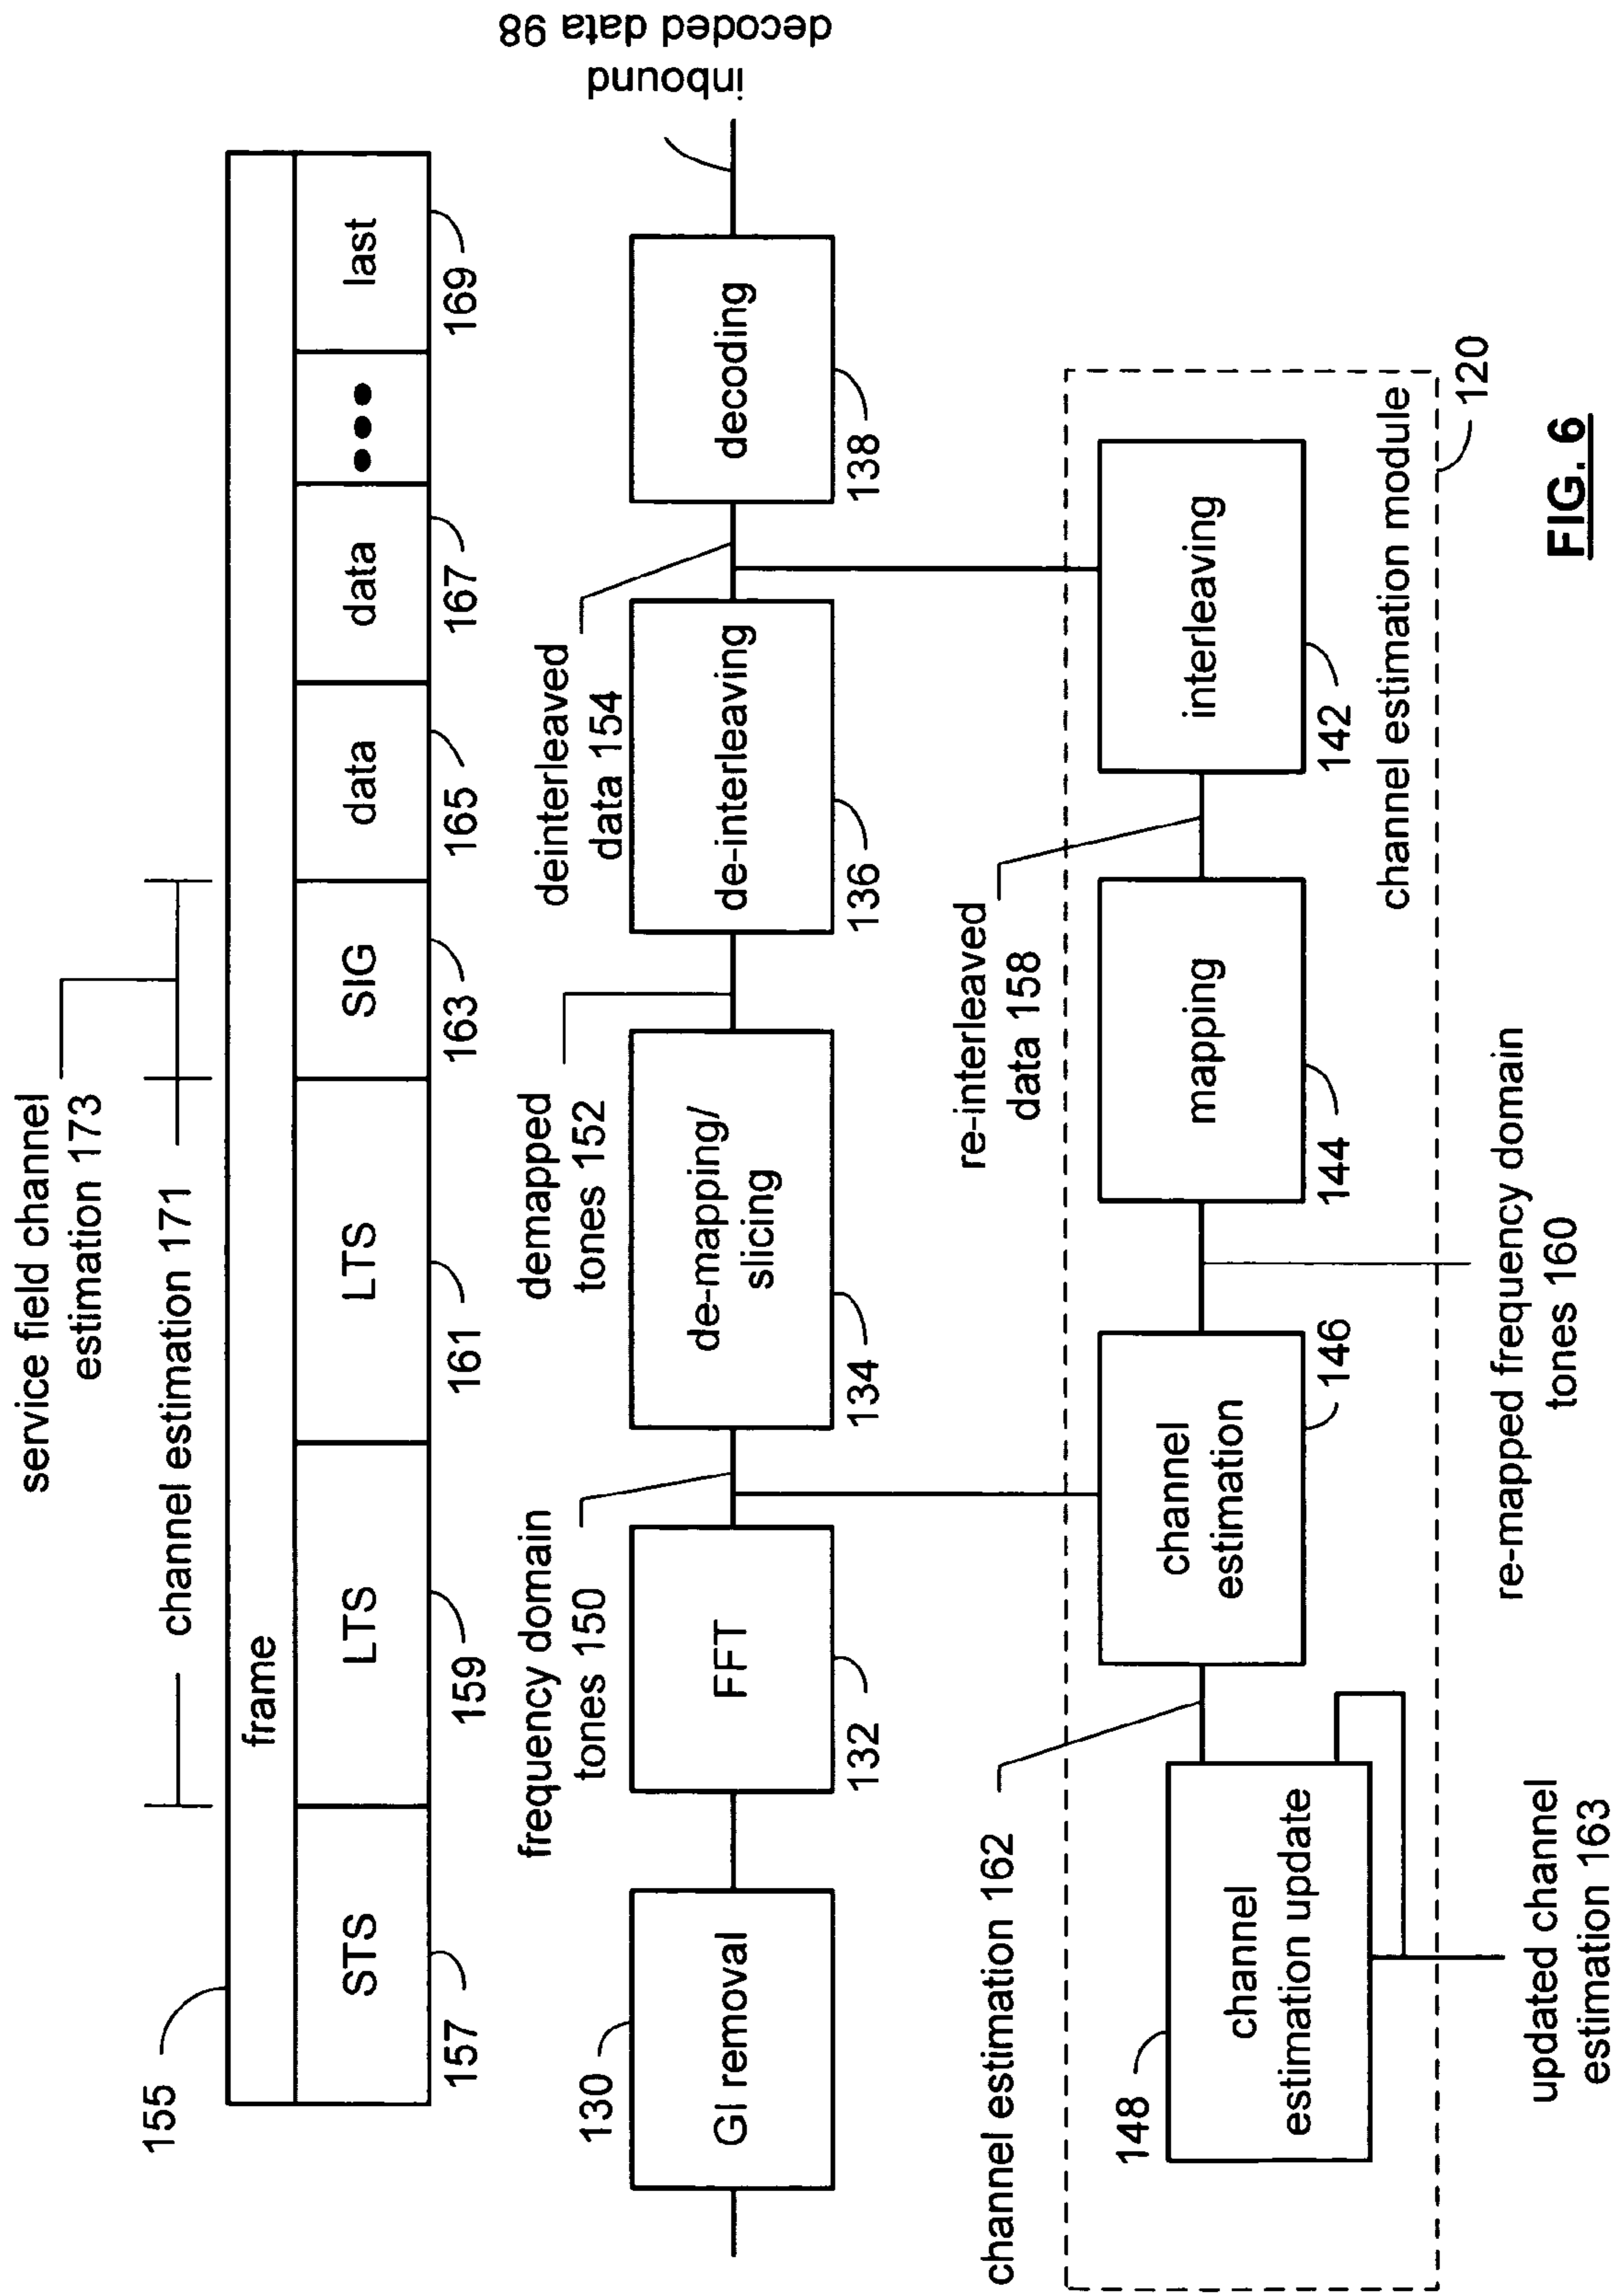 service field channel
estimation 173
channel estimation 171
155
frame
STS
LTS
LTS
SIG
data
data
•••
last
157
159
161
163
165
167
169
frequency domain
tones 150
demapped
tones 152
deinterleaved
data 154
inbound
decoded data 98
130
GI removal
FFT
de-mapping/
slicing
de-interleaving
decoding
132
134
136
138
channel estimation 162
re-interleaved
data 158
148
channel
estimation update
channel
estimation
mapping
interleaving
146
144
142
channel estimation module
120
updated channel
estimation 163
re-mapped frequency domain
tones 160
FIG. 6